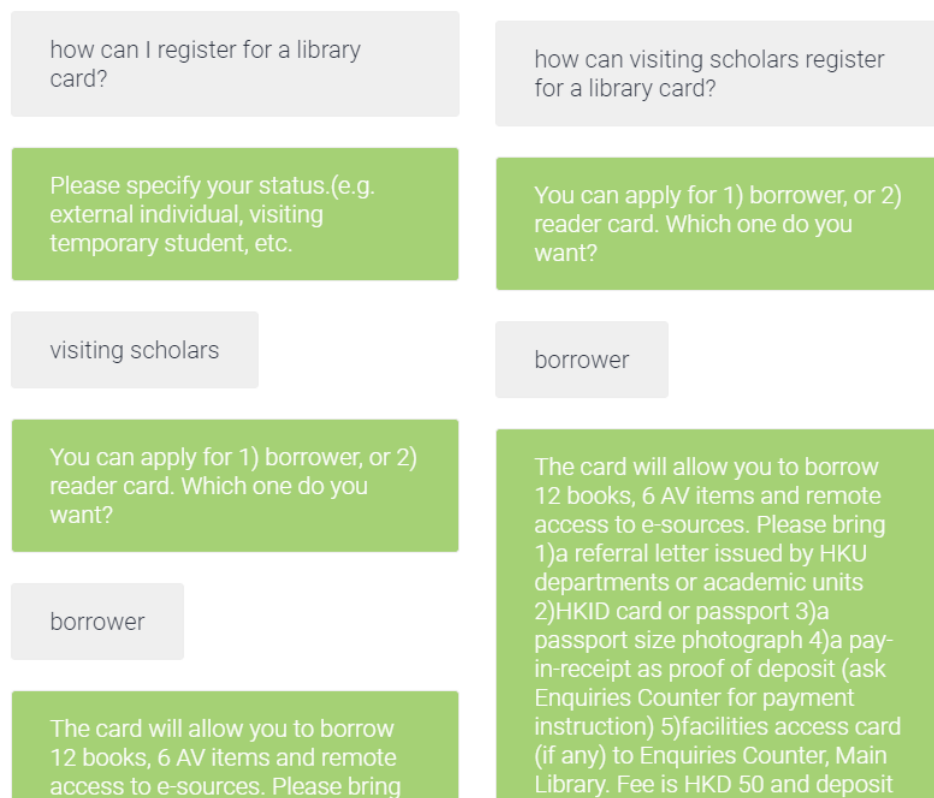 how can I register for a library
card?
Please specify your status.(e.g.
external individual, visiting
temporary student, etc.
visiting scholars
You can apply for 1) borrower, or 2)
reader card. Which one do you
want?
borrower
The card will allow you to borrow
12 books, 6 AV items and remote
access to e-sources. Please bring
how can visiting scholars register
for a library card?
You can apply for 1) borrower, or 2)
reader card. Which one do you
want?
borrower
The card will allow you to borrow
12 books, 6 AV items and remote
access to e-sources. Please bring
1)a referral letter issued by HKU
departments or academic units
2)HKID card or passport 3)a
passport size photograph 4)a pay-
in-receipt as proof of deposit (ask
Enquiries Counter for payment
instruction) 5)facilities access card
(if any) to Enquiries Counter, Main
Library. Fee is HKD 50 and deposit